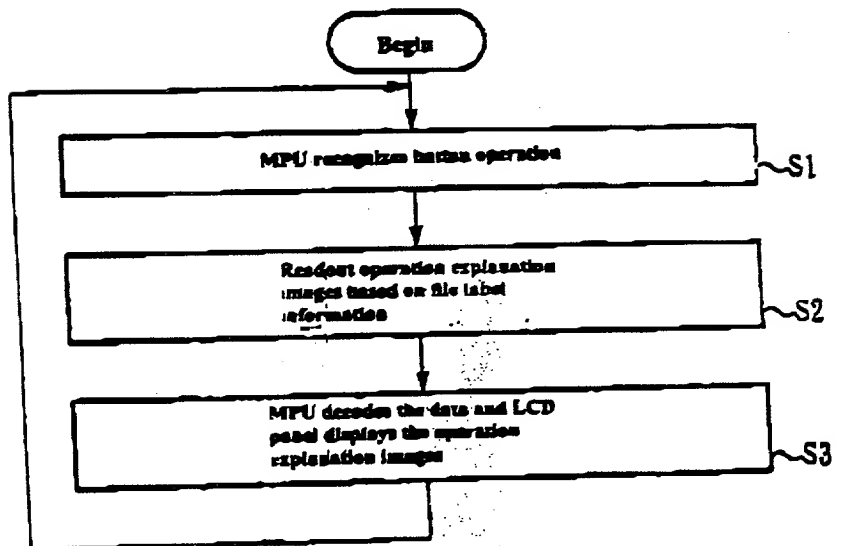 Begin
MPU recognizes button operation
S1
Readout operation explanation
images based on file label
information
S2
MPU decodes the data and LCD
panel displays the operation
explanation images
S3